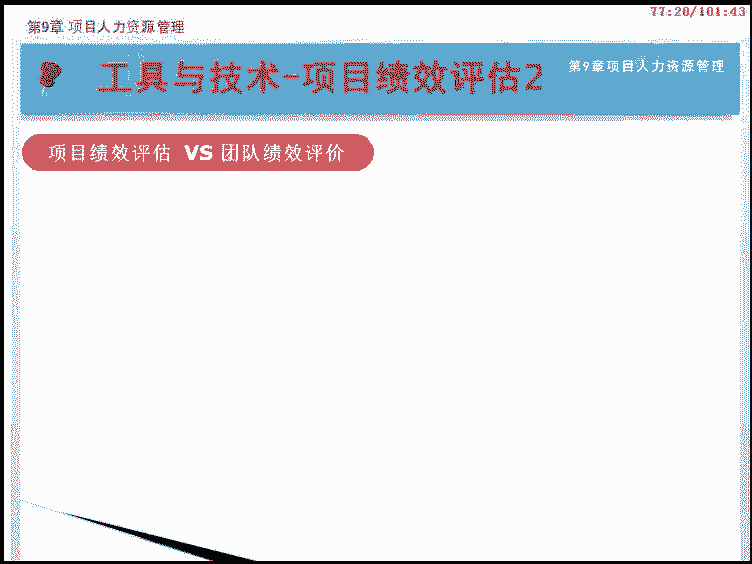 77:20/101:43
第9章 项目人力资源管理
工具与技术-项目绩效评估2
第9章项目人力资源管理
项目绩效评估 VS 团队绩效评价